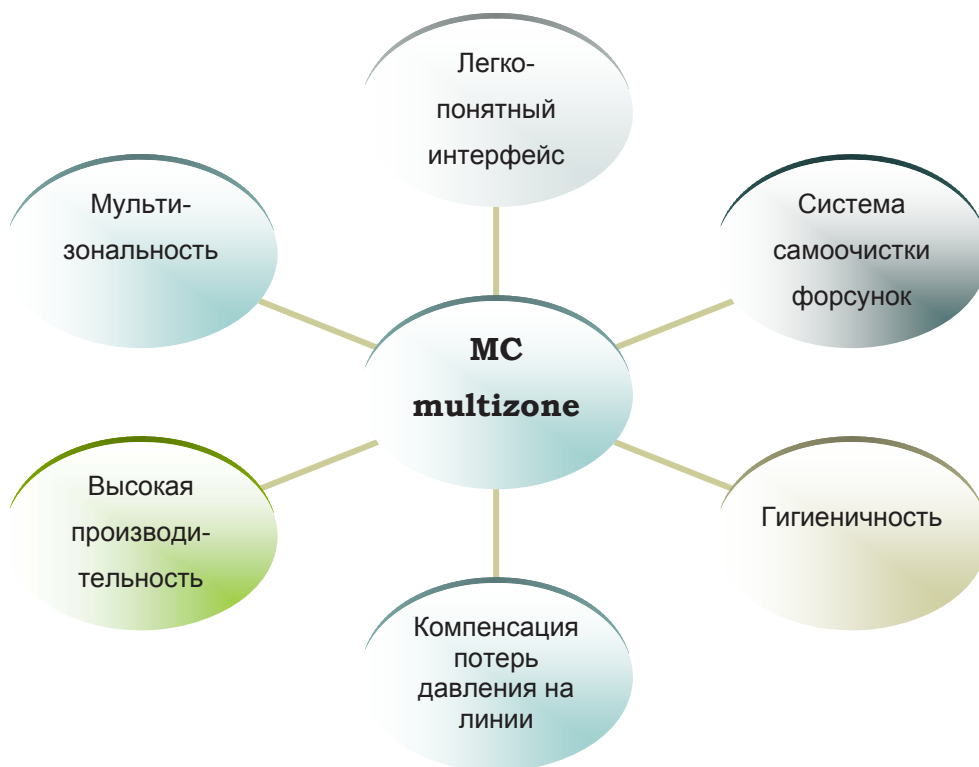 Легко-
понятный
интерфейс
Мульти-
зональность
Система
самоочистки
форсунок
MC
multizone
Высокая
производи-
тельность
Гигиеничность
Компенсация
потерь
давления на
линии